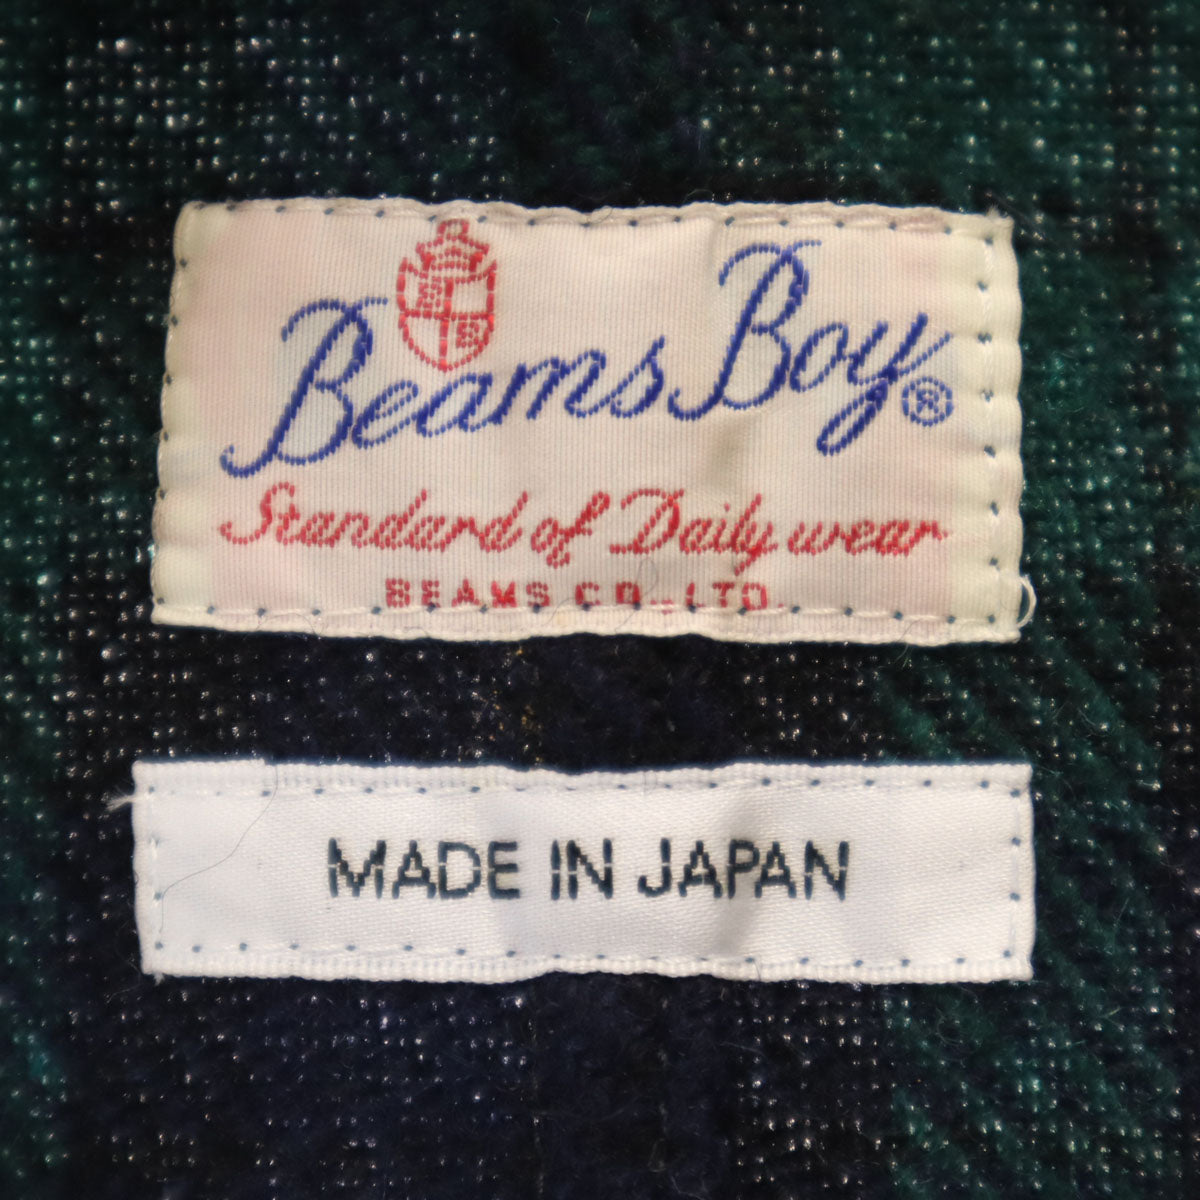 Beams Boy®
Standard of Daily wear
BEAMS CO., LTD.
MADE IN JAPAN